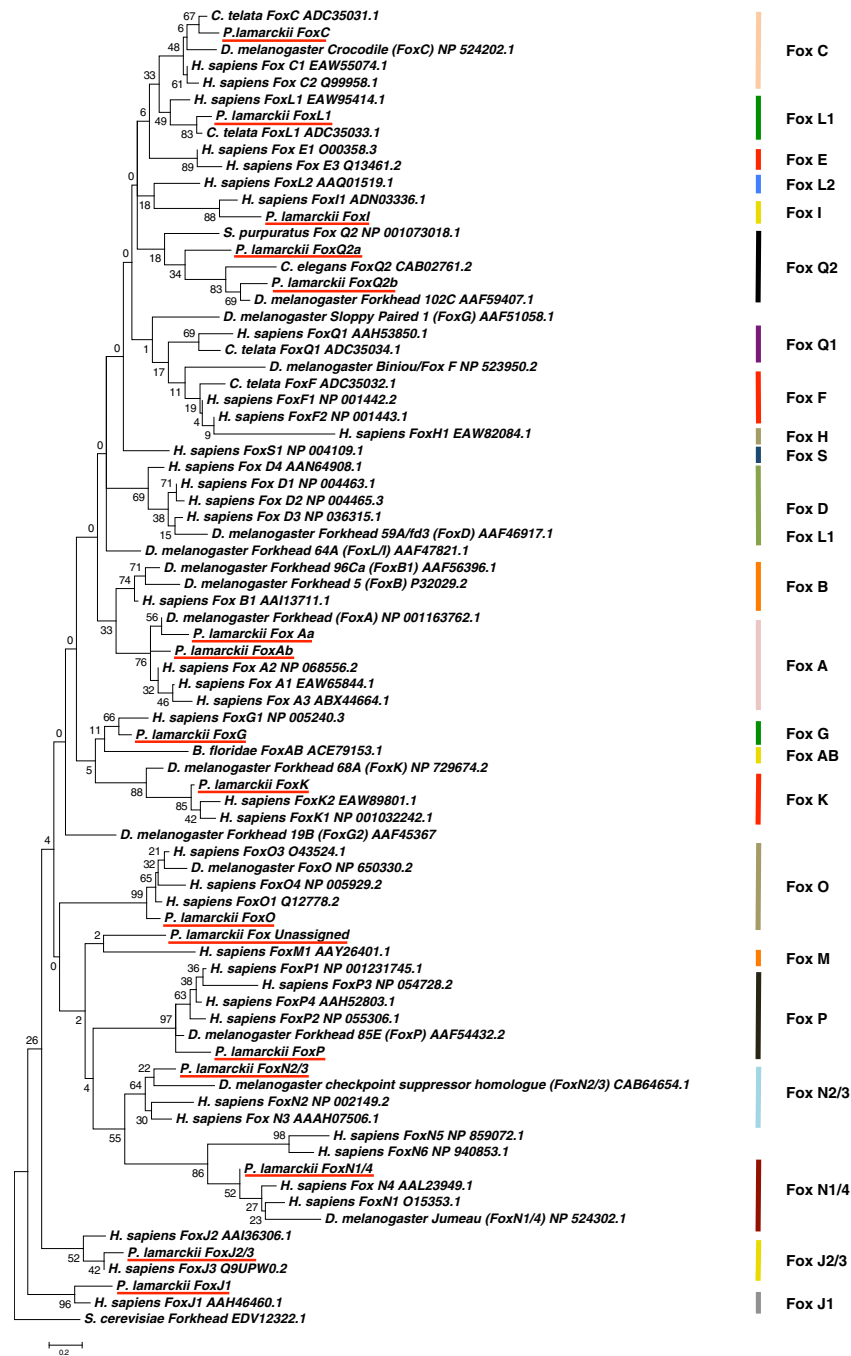 67
C. telata FoxC ADC35031.1
6
P.lamarckii FoxC
48
D. melanogaster Crocodile (FoxC) NP 524202.1
Fox C
H. sapiens Fox C1 EAW55074.1
33
61
H. sapiens Fox C2 Q99958.1
H. sapiens FoxL1 EAW95414.1
6
49
P. lamarckii FoxL1
Fox L1
83
C. telata FoxL1 ADC35033.1
H. sapiens Fox E1 O00358.3
Fox E
89
H. sapiens Fox E3 Q13461.2
0
H. sapiens FoxL2 AAQ01519.1
Fox L2
18
H. sapiens FoxI1 ADN03336.1
Fox I
88
P. lamarckii FoxI
S. purpuratus Fox Q2 NP 001073018.1
0
18
P. lamarckii FoxQ2a
Fox Q2
34
C. elegans FoxQ2 CAB02761.2
83
P. lamarckii FoxQ2b
69
D. melanogaster Forkhead 102C AAF59407.1
D. melanogaster Sloppy Paired 1 (FoxG) AAF51058.1
69
H. sapiens FoxQ1 AAH53850.1
Fox Q1
0
1
C. telata FoxQ1 ADC35034.1
17
D. melanogaster Biniou/Fox F NP 523950.2
11
C. telata FoxF ADC35032.1
19
H. sapiens FoxF1 NP 001442.2
Fox F
4
H. sapiens FoxF2 NP 001443.1
9
H. sapiens FoxH1 EAW82084.1
Fox H
0
H. sapiens FoxS1 NP 004109.1
Fox S
H. sapiens Fox D4 AAN64908.1
71
H. sapiens Fox D1 NP 004463.1
69
H. sapiens Fox D2 NP 004465.3
Fox D
38
H. sapiens Fox D3 NP 036315.1
0
15
D. melanogaster Forkhead 59A/fd3 (FoxD) AAF46917.1
Fox L1
D. melanogaster Forkhead 64A (FoxL/I) AAF47821.1
71
D. melanogaster Forkhead 96Ca (FoxB1) AAF56396.1
74
D. melanogaster Forkhead 5 (FoxB) P32029.2
Fox B
H. sapiens Fox B1 AAI13711.1
33
56
D. melanogaster Forkhead (FoxA) NP 001163762.1
P. lamarckii Fox Aa
0
76
P. lamarckii FoxAb
H. sapiens Fox A2 NP 068556.2
Fox A
32
H. sapiens Fox A1 EAW65844.1
46
H. sapiens Fox A3 ABX44664.1
66
H. sapiens FoxG1 NP 005240.3
0
11
P. lamarckii FoxG
Fox G
B. floridae FoxAB ACE79153.1
Fox AB
5
D. melanogaster Forkhead 68A (FoxK) NP 729674.2
88
P. lamarckii FoxK
85
H. sapiens FoxK2 EAW89801.1
Fox K
42
H. sapiens FoxK1 NP 001032242.1
4
D. melanogaster Forkhead 19B (FoxG2) AAF45367
21
H. sapiens FoxO3 O43524.1
32
D. melanogaster FoxO NP 650330.2
65
H. sapiens FoxO4 NP 005929.2
Fox O
99
H. sapiens FoxO1 Q12778.2
P. lamarckii FoxO
2
P. lamarckii Fox Unassigned
H. sapiens FoxM1 AAY26401.1
Fox M
0
36
H. sapiens FoxP1 NP 001231745.1
38
H. sapiens FoxP3 NP 054728.2
63
H. sapiens FoxP4 AAH52803.1
Fox P
97
H. sapiens FoxP2 NP 055306.1
2
D. melanogaster Forkhead 85E (FoxP) AAF54432.2
26
P. lamarckii FoxP
22
P. lamarckii FoxN2/3
4
64
D. melanogaster checkpoint suppressor homologue (FoxN2/3) CAB64654.1
Fox N2/3
H. sapiens FoxN2 NP 002149.2
30
H. sapiens Fox N3 AAAH07506.1
55
98
H. sapiens FoxN5 NP 859072.1
H. sapiens FoxN6 NP 940853.1
86
P. lamarckii FoxN1/4
52
H. sapiens Fox N4 AAL23949.1
Fox N1/4
27
H. sapiens FoxN1 O15353.1
23
D. melanogaster Jumeau (FoxN1/4) NP 524302.1
H. sapiens FoxJ2 AAI36306.1
52
P. lamarckii FoxJ2/3
Fox J2/3
42
H. sapiens FoxJ3 Q9UPW0.2
P. lamarckii FoxJ1
96
H. sapiens FoxJ1 AAH46460.1
Fox J1
S. cerevisiae Forkhead EDV12322.1
0.2